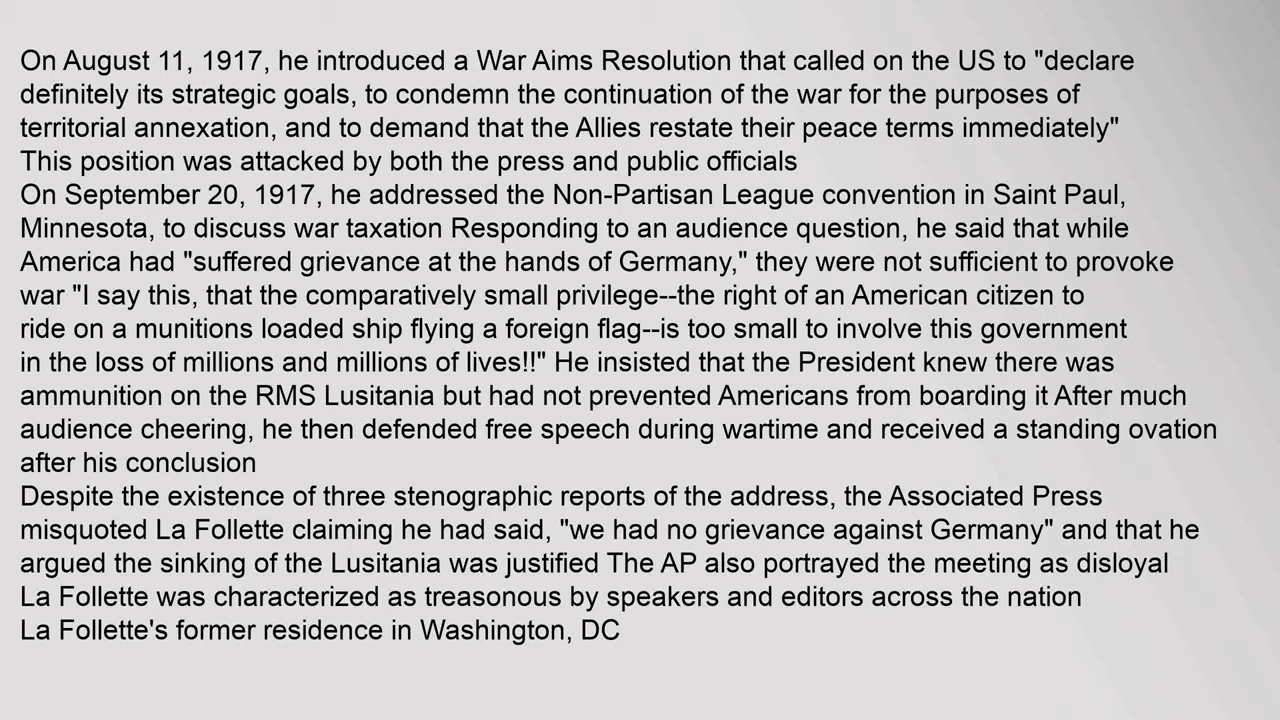 On August 11, 1917, he introduced a War Aims Resolution that called on the US to "declare
definitely its strategic goals, to condemn the continuation of the war for the purposes of
territorial annexation, and to demand that the Allies restate their peace terms immediately"
This position was attacked by both the press and public officials
On September 20, 1917, he addressed the Non-Partisan League convention in Saint Paul,
Minnesota, to discuss war taxation Responding to an audience question, he said that while
America had "suffered grievance at the hands of Germany," they were not sufficient to provoke
war "I say this, that the comparatively small privilege--the right of an American citizen to
ride on a munitions loaded ship flying a foreign flag--is too small to involve this government
in the loss of millions and millions of lives!!" He insisted that the President knew there was
ammunition on the RMS Lusitania but had not prevented Americans from boarding it After much
audience cheering, he then defended free speech during wartime and received a standing ovation
after his conclusion
Despite the existence of three stenographic reports of the address, the Associated Press
misquoted La Follette claiming he had said, "we had no grievance against Germany" and that he
argued the sinking of the Lusitania was justified The AP also portrayed the meeting as disloyal
La Follette was characterized as treasonous by speakers and editors across the nation
La Follette's former residence in Washington, DC